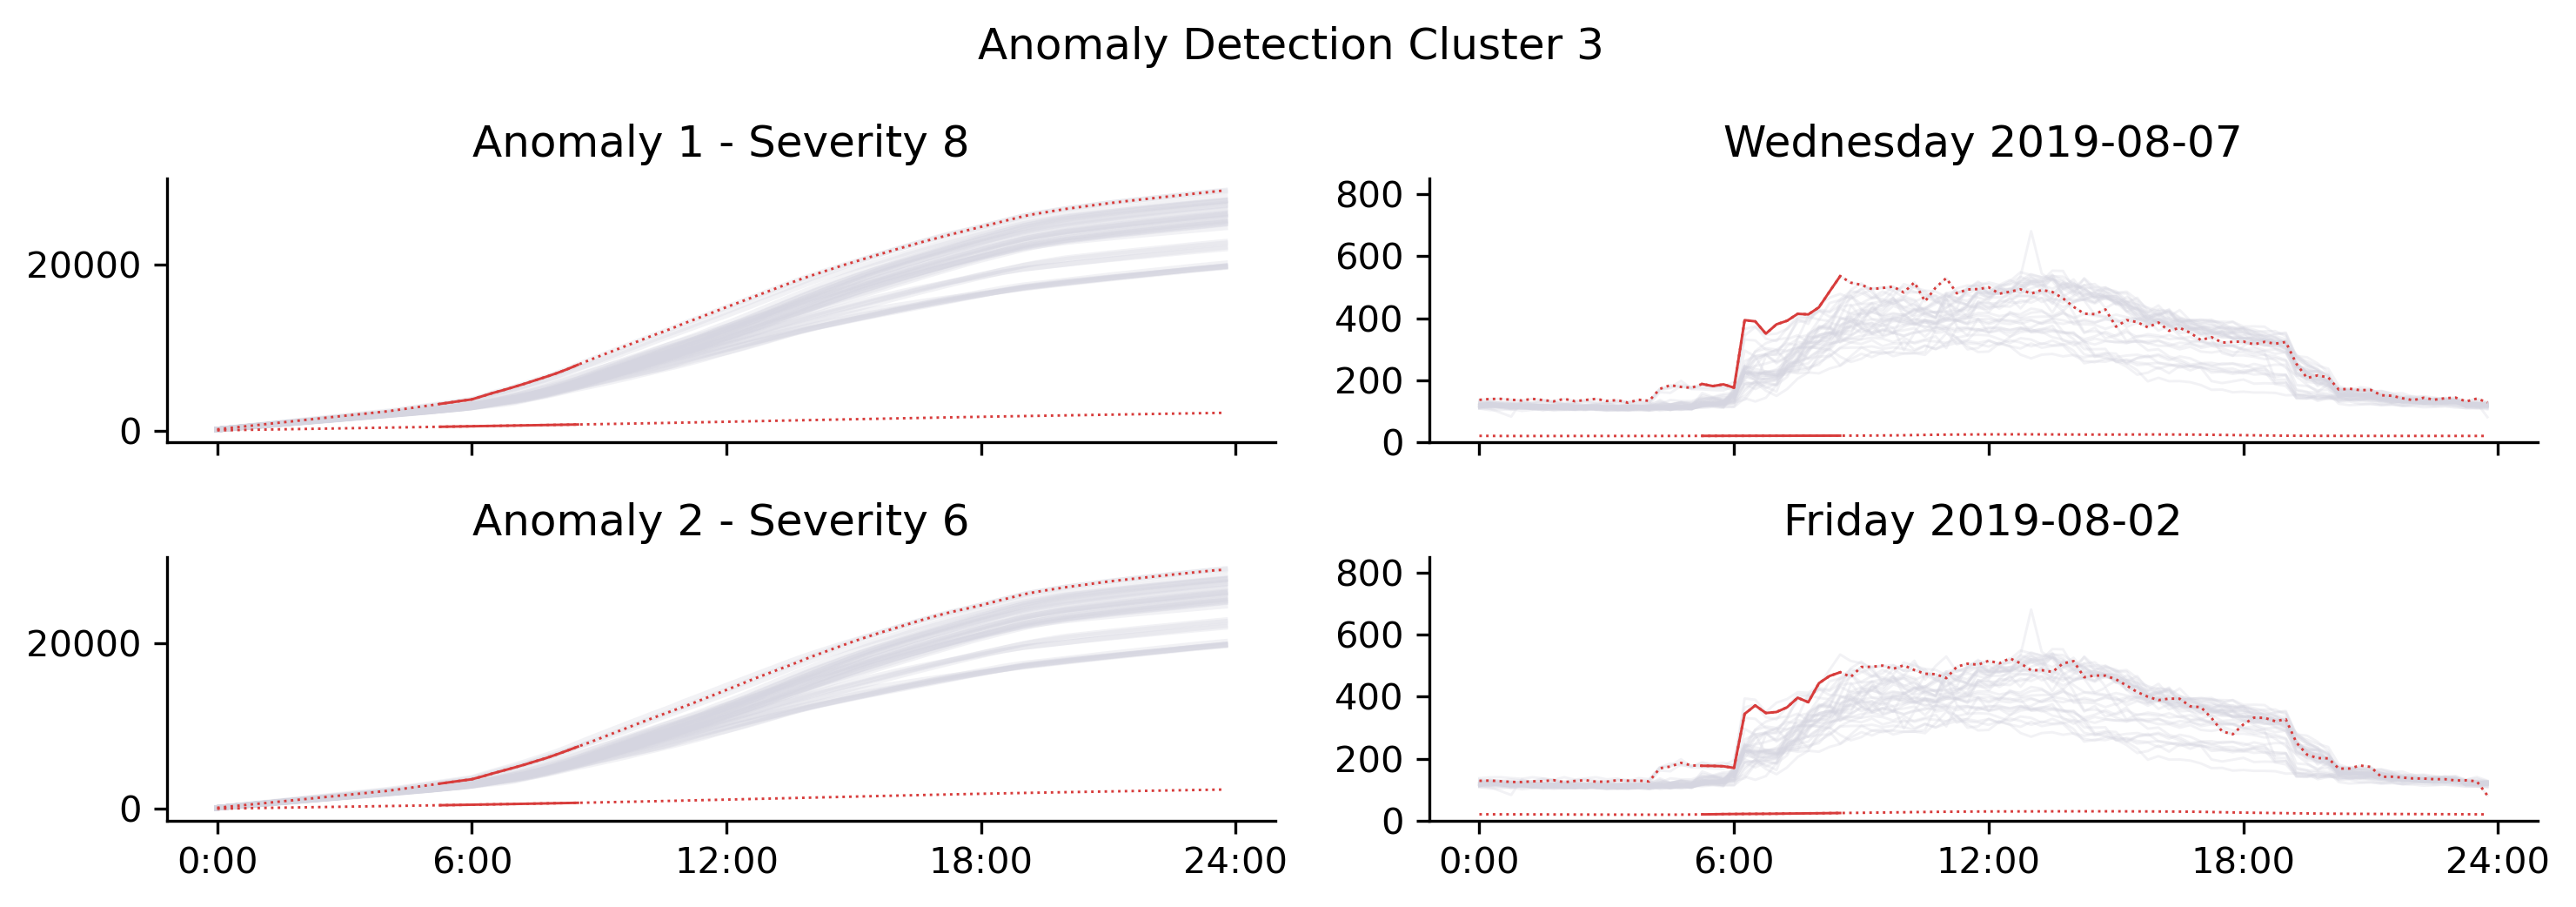 Anomaly Detection Cluster 3
Anomaly 1 - Severity 8
20000
0
Wednesday 2019-08-07
800
600
400
200
0
Anomaly 2 - Severity 6
20000
0
0:00 6:00 12:00 18:00 24:00
Friday 2019-08-02
800
600
400
200
0
0:00 6:00 12:00 18:00 24:00